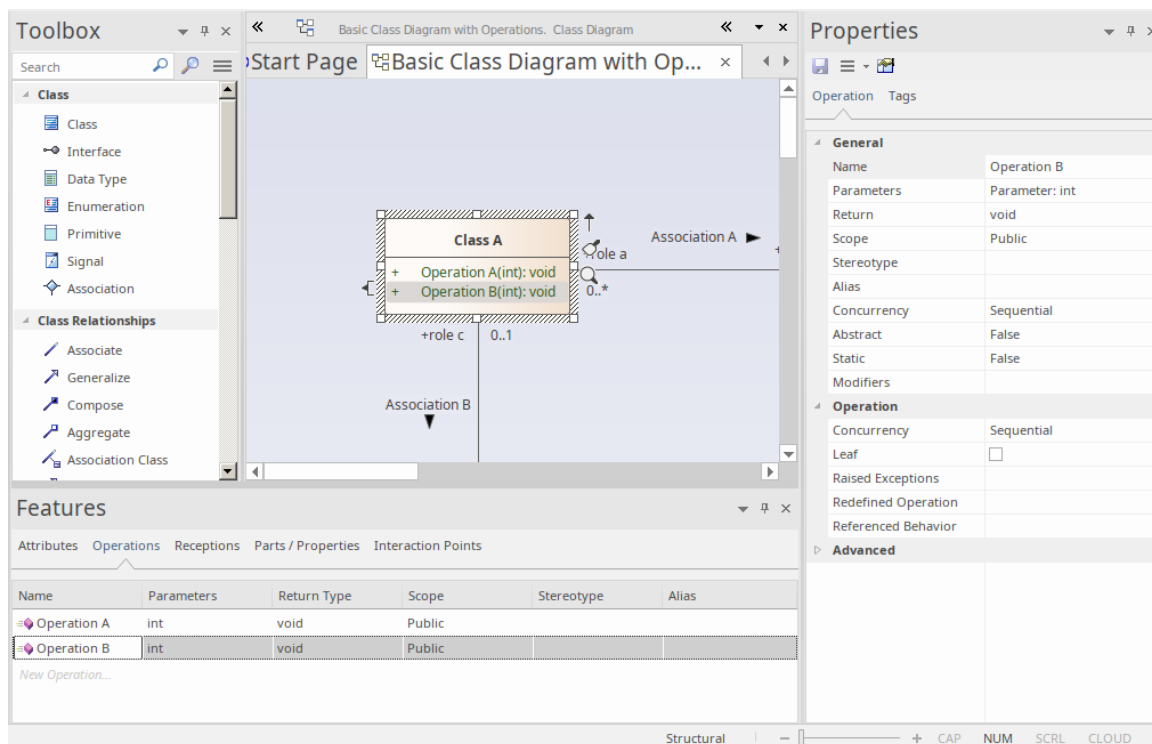 Toolbox
Search
Class
Class
Interface
Data Type
Enumeration
Primitive
Signal
Association
Class Relationships
Associate
Generalize
Compose
Aggregate
Association Class
Basic Class Diagram with Operations. Class Diagram
Start Page
Basic Class Diagram with Op...
Class A
+ Operation A(int): void
+ Operation B(int): void
Association A
+role a
0..*
+
+role c
0..1
Association B
Properties
Operation Tags
General
Name Operation B
Parameters Parameter: int
Return void
Scope Public
Stereotype
Alias
Concurrency Sequential
Abstract False
Static False
Modifiers
Operation
Concurrency Sequential
Leaf
Raised Exceptions
Redefined Operation
Referenced Behavior
Advanced
Features
Attributes Operations Receptions Parts / Properties Interaction Points
Name Parameters Return Type Scope Stereotype Alias
Operation A int void Public
Operation B int void Public
New Operation...
Structural CAP NUM SCRL CLOUD